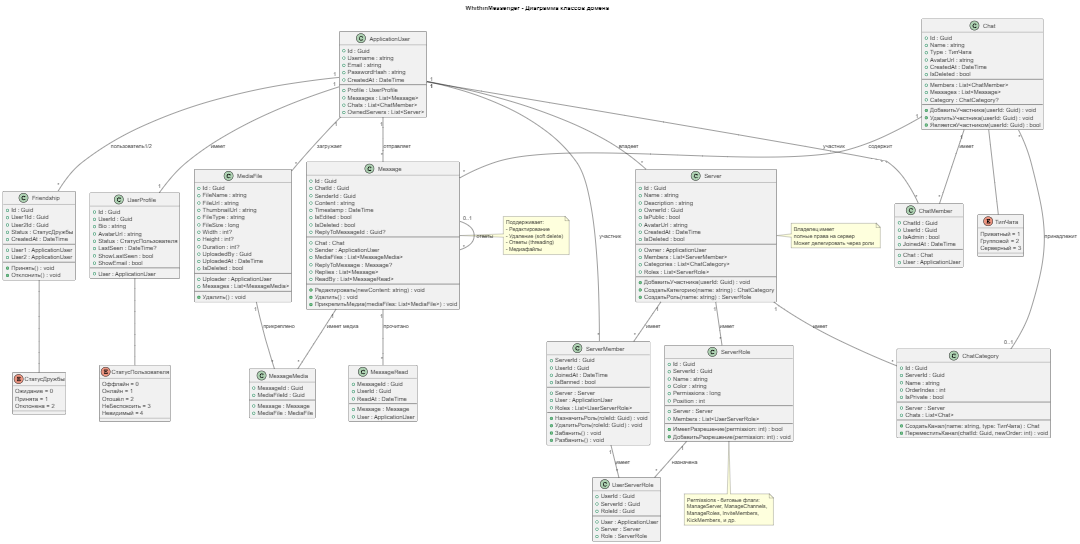 WhithinMessenger - Диаграмма классов домена
ApplicationUser
Id : Guid
Username : string
Email : string
PasswordHash : string
CreatedAt : DateTime
Profile : UserProfile
Messages : List<Message>
Chats : List<ChatMember>
OwnedServers : List<Server>
Chat
Id : Guid
Name : string
Type : ТипЧата
AvatarUrl : string
CreatedAt : DateTime
IsDeleted : bool
Members : List<ChatMember>
Messages : List<Message>
Category : ChatCategory?
ДобавитьУчастника(userId: Guid) : void
УдалитьУчастника(userId: Guid) : void
ЯвляетсяУчастником(userId: Guid) : bool
пользователь1/2
имеет
загружает
отправляет
владеет
участник
содержит
имеет
Friendship
Id : Guid
User1Id : Guid
User2Id : Guid
Status : СтатусДружбы
CreatedAt : DateTime
User1 : ApplicationUser
User2 : ApplicationUser
Принять() : void
Отклонить() : void
UserProfile
Id : Guid
UserId : Guid
Bio : string
AvatarUrl : string
Status : СтатусПользователя
LastSeen : DateTime?
ShowLastSeen : bool
ShowEmail : bool
User : ApplicationUser
MediaFile
Id : Guid
FileName : string
FileUrl : string
ThumbnailUrl : string
FileType : string
FileSize : long
Width : int?
Height : int?
Duration : int?
UploadedBy : Guid
UploadedAt : DateTime
IsDeleted : bool
Uploader : ApplicationUser
Messages : List<MessageMedia>
Удалить() : void
Message
Id : Guid
ChatId : Guid
SenderId : Guid
Content : string
Timestamp : DateTime
IsEdited : bool
IsDeleted : bool
ReplyToMessageId : Guid?
Chat : Chat
Sender : ApplicationUser
MediaFiles : List<MessageMedia>
ReplyToMessage : Message?
Replies : List<Message>
ReadBy : List<MessageRead>
Редактировать(newContent: string) : void
Удалить() : void
ПрикрепитьМедиа(mediaFiles: List<MediaFile>) : void
0..1
ответы
Поддерживает:
- Редактирование
- Удаление (soft delete)
- Ответы (threading)
- Медиафайлы
участник
Server
Id : Guid
Name : string
Description : string
OwnerId : Guid
IsPublic : bool
AvatarUrl : string
CreatedAt : DateTime
IsDeleted : bool
Owner : ApplicationUser
Members : List<ServerMember>
Categories : List<ChatCategory>
Roles : List<ServerRole>
ДобавитьУчастника(userId: Guid) : void
СоздатьКатегорию(name: string) : ChatCategory
СоздатьРоль(name: string) : ServerRole
Владелец имеет
полные права на сервер
Может делегировать через роли
ChatMember
ChatId : Guid
UserId : Guid
IsAdmin : bool
JoinedAt : DateTime
Chat : Chat
User : ApplicationUser
ТипЧата
Приватный = 1
Групповой = 2
Серверный = 3
принадлежит
0..1
прикреплено
имеет медиа
прочитано
имеет
имеет
имеет
СтатусДружбы
Ожидание = 0
Принята = 1
Отклонена = 2
СтатусПользователя
Оффлайн = 0
Онлайн = 1
Отошёл = 2
НеБеспокоить = 3
Невидимый = 4
MessageMedia
MessageId : Guid
MediaFileId : Guid
Message : Message
MediaFile : MediaFile
MessageRead
MessageId : Guid
UserId : Guid
ReadAt : DateTime
Message : Message
User : ApplicationUser
ServerMember
ServerId : Guid
UserId : Guid
JoinedAt : DateTime
IsBanned : bool
Server : Server
User : ApplicationUser
Roles : List<UserServerRole>
НазначитьРоль(roleId: Guid) : void
УдалитьРоль(roleId: Guid) : void
Забанить() : void
Разбанить() : void
ServerRole
Id : Guid
ServerId : Guid
Name : string
Color : string
Permissions : long
Position : int
Server : Server
Members : List<UserServerRole>
ИмеетРазрешение(permission: int) : bool
ДобавитьРазрешение(permission: int) : void
ChatCategory
Id : Guid
ServerId : Guid
Name : string
OrderIndex : int
IsPrivate : bool
Server : Server
Chats : List<Chat>
СоздатьКанал(name: string, type: ТипЧата) : Chat
ПереместитьКанал(chatId: Guid, newOrder: int) : void
имеет
назначена
UserServerRole
UserId : Guid
ServerId : Guid
RoleId : Guid
User : ApplicationUser
Server : Server
Role : ServerRole
Permissions - битовые флаги:
ManageServer, ManageChannels,
ManageRoles, InviteMembers,
KickMembers, и др.